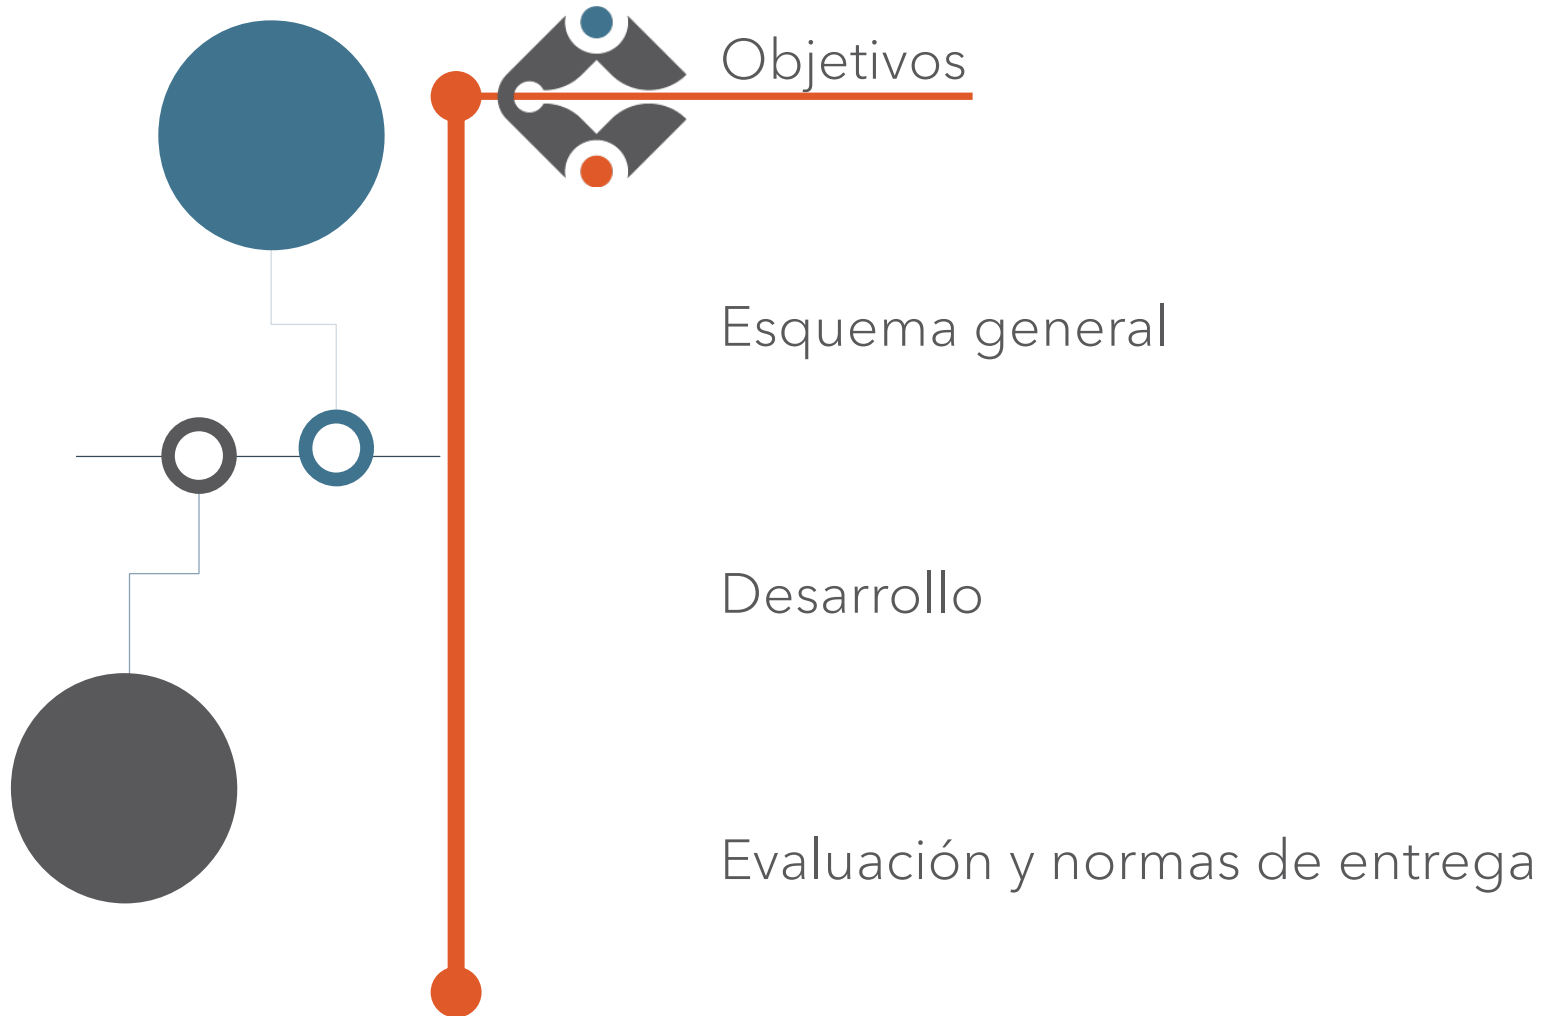 Objetivos
Esquema general
Desarrollo
Evaluación y normas de entrega